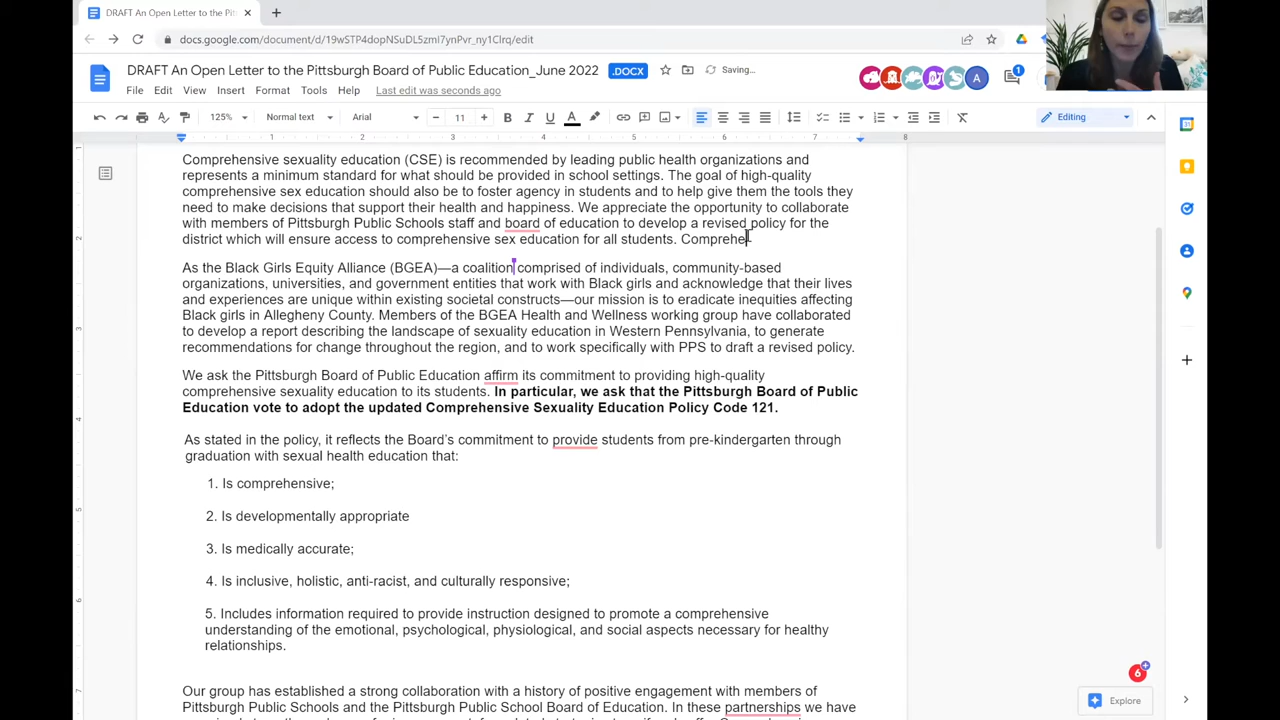 DRAFT An Open Letter to the Pitt
docs.google.com/document/d/19wSTP4dopNSuDL5zml7ynPvr_ny1Clrg/edit
DRAFT An Open Letter to the Pittsburgh Board of Public Education_June 2022 .DOCX Saving...
File Edit View Insert Format Tools Help Last edit was seconds ago
A 1
125% Normal text Arial - 11 + B I U A Editing
2 3 4 5 6 7 8
Comprehensive sexuality education (CSE) is recommended by leading public health organizations and
represents a minimum standard for what should be provided in school settings. The goal of high-quality
comprehensive sex education should also be to foster agency in students and to help give them the tools they
need to make decisions that support their health and happiness. We appreciate the opportunity to collaborate
with members of Pittsburgh Public Schools staff and board of education to develop a revised policy for the
district which will ensure access to comprehensive sex education for all students. Comprehe
As the Black Girls Equity Alliance (BGEA)—a coalition comprised of individuals, community-based
organizations, universities, and government entities that work with Black girls and acknowledge that their lives
and experiences are unique within existing societal constructs—our mission is to eradicate inequities affecting
Black girls in Allegheny County. Members of the BGEA Health and Wellness working group have collaborated
to develop a report describing the landscape of sexuality education in Western Pennsylvania, to generate
recommendations for change throughout the region, and to work specifically with PPS to draft a revised policy.
We ask the Pittsburgh Board of Public Education affirm its commitment to providing high-quality
comprehensive sexuality education to its students. In particular, we ask that the Pittsburgh Board of Public
Education vote to adopt the updated Comprehensive Sexuality Education Policy Code 121.
As stated in the policy, it reflects the Board's commitment to provide students from pre-kindergarten through
graduation with sexual health education that:
1. Is comprehensive;
2. Is developmentally appropriate
3. Is medically accurate;
4. Is inclusive, holistic, anti-racist, and culturally responsive;
5. Includes information required to provide instruction designed to promote a comprehensive
understanding of the emotional, psychological, physiological, and social aspects necessary for healthy
relationships.
Our group has established a strong collaboration with a history of positive engagement with members of
Pittsburgh Public Schools and the Pittsburgh Public School Board of Education. In these partnerships we have
6
Explore